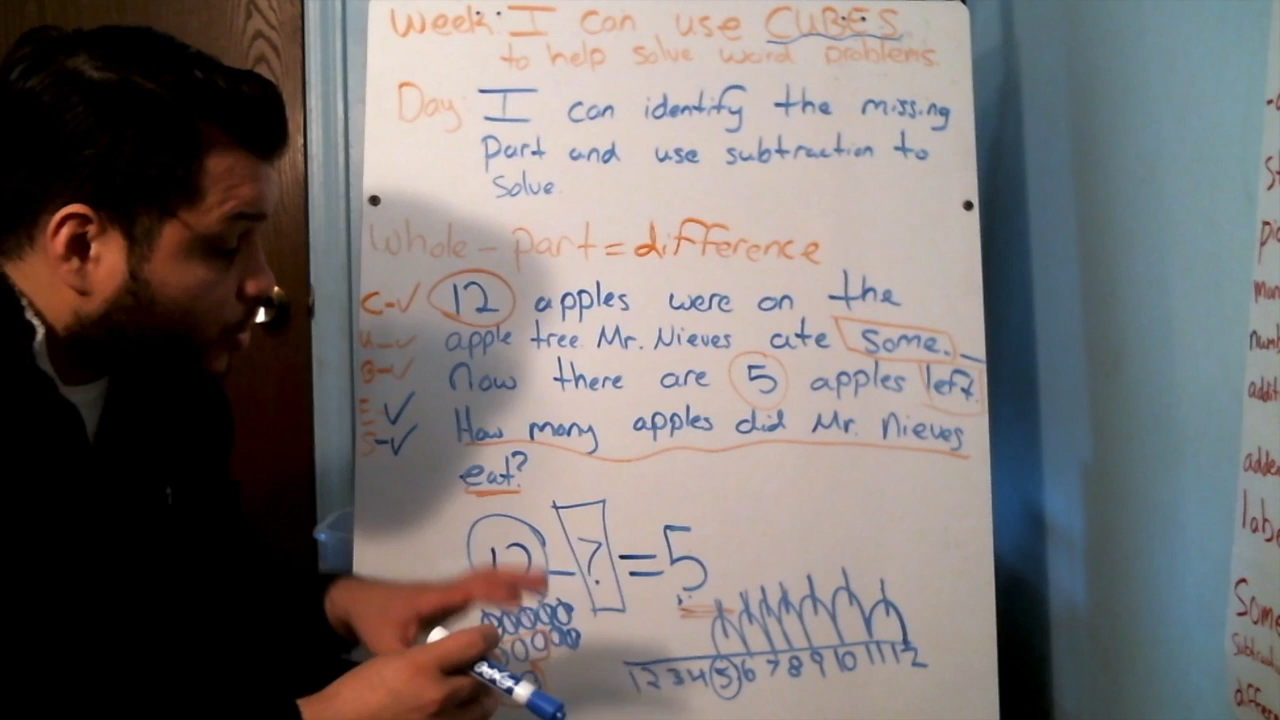 Week: I can use CUBES
to help solve word problems.
Day I can identify the missing
part and use subtraction to
solve.
Whole - part = difference
C-✓ 12 apples were on the
U-✓ apple tree. Mr. Nieves ate some.
B-✓ Now there are 5 apples left.
E-✓ How many apples did Mr. Nieves
S-✓ eat?
12 - ? = 5
1 2 3 4 5 6 7 8 9 10 11 12